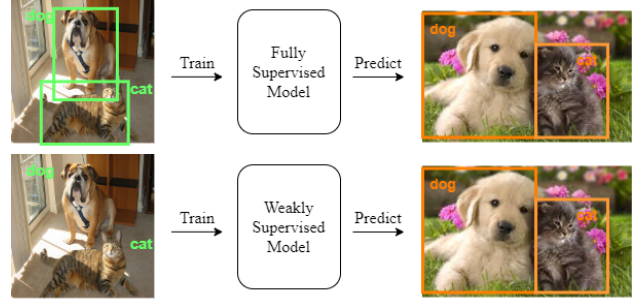 dog
cat
Train
Fully
Supervised
Model
Predict
dog
cat
dog
cat
Train
Weakly
Supervised
Model
Predict
dog
cat